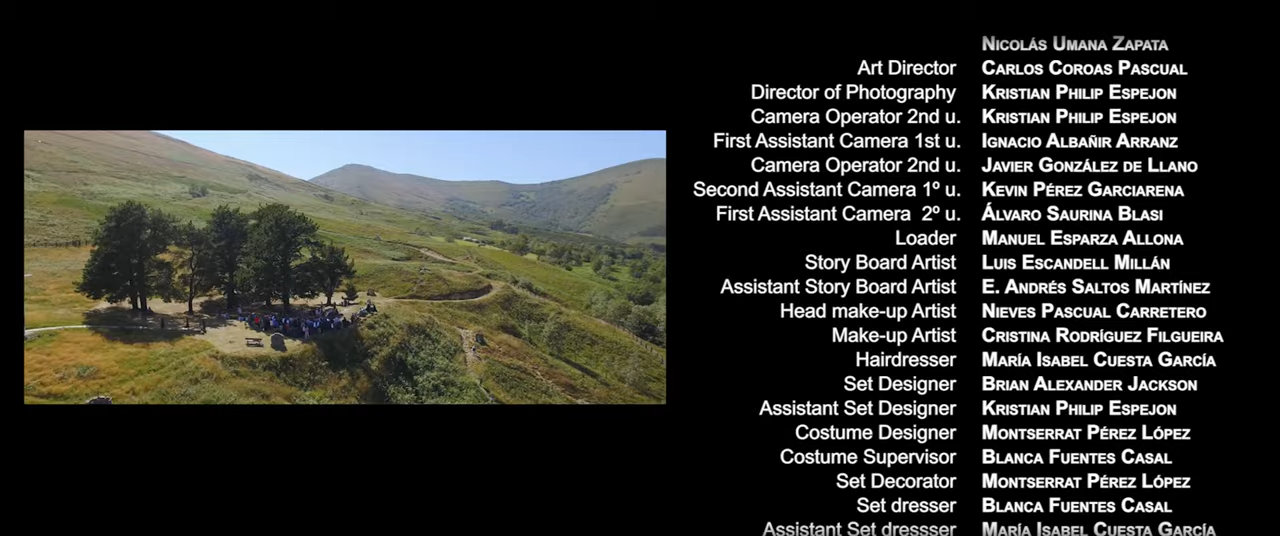 Nicolás Umana Zapata
Art Director Carlos Coroas Pascual
Director of Photography Kristian Philip Espejon
Camera Operator 2nd u. Kristian Philip Espejon
First Assistant Camera 1st u. Ignacio Albañir Arranz
Camera Operator 2nd u. Javier González de Llano
Second Assistant Camera 1º u. Kevin Pérez Garciarena
First Assistant Camera 2º u. Álvaro Saurina Blasi
Loader Manuel Esparza Allona
Story Board Artist Luis Escandell Millán
Assistant Story Board Artist E. Andrés Saltos Martínez
Head make-up Artist Nieves Pascual Carretero
Make-up Artist Cristina Rodríguez Filgueira
Hairdresser María Isabel Cuesta García
Set Designer Brian Alexander Jackson
Assistant Set Designer Kristian Philip Espejon
Costume Designer Montserrat Pérez López
Costume Supervisor Blanca Fuentes Casal
Set Decorator Montserrat Pérez López
Set dresser Blanca Fuentes Casal
Assistant Set dressser María Isabel Cuesta García